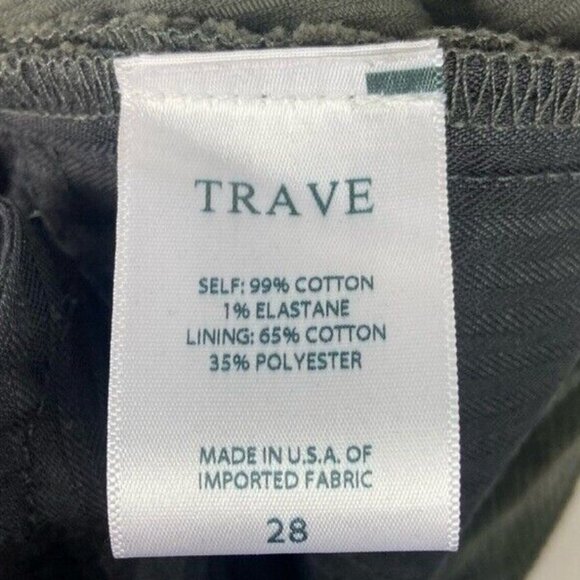 TRAVE
SELF: 99% COTTON
1% ELASTANE
LINING: 65% COTTON
35% POLYESTER
MADE IN U.S.A. OF
IMPORTED FABRIC
28